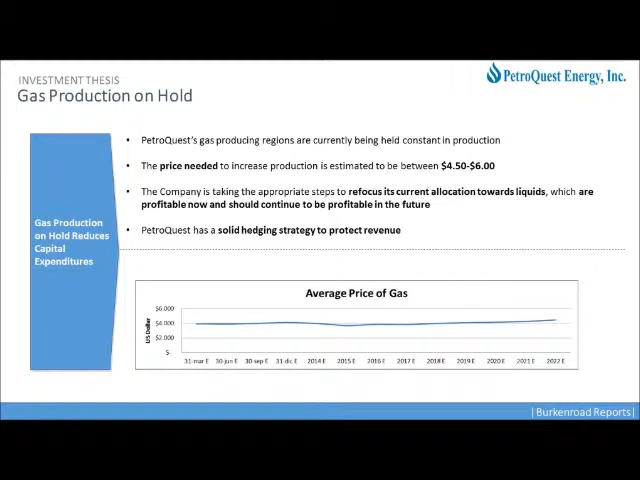 INVESTMENT THESIS
Gas Production on Hold
PetroQuest Energy, Inc.
• PetroQuest's gas producing regions are currently being held constant in production
• The price needed to increase production is estimated to be between $4.50-$6.00
• The Company is taking the appropriate steps to refocus its current allocation towards liquids, which are
profitable now and should continue to be profitable in the future
• PetroQuest has a solid hedging strategy to protect revenue
Gas Production
on Hold Reduces
Capital
Expenditures
Average Price of Gas
US Dollar
$6.000
$4.000
$2.000
$-
31-mar E 30-jun E 30-sep E 31-dic E 2014 E 2015 E 2016 E 2017 E 2018 E 2019 E 2020 E 2021 E 2022 E
|Burkenroad Reports|